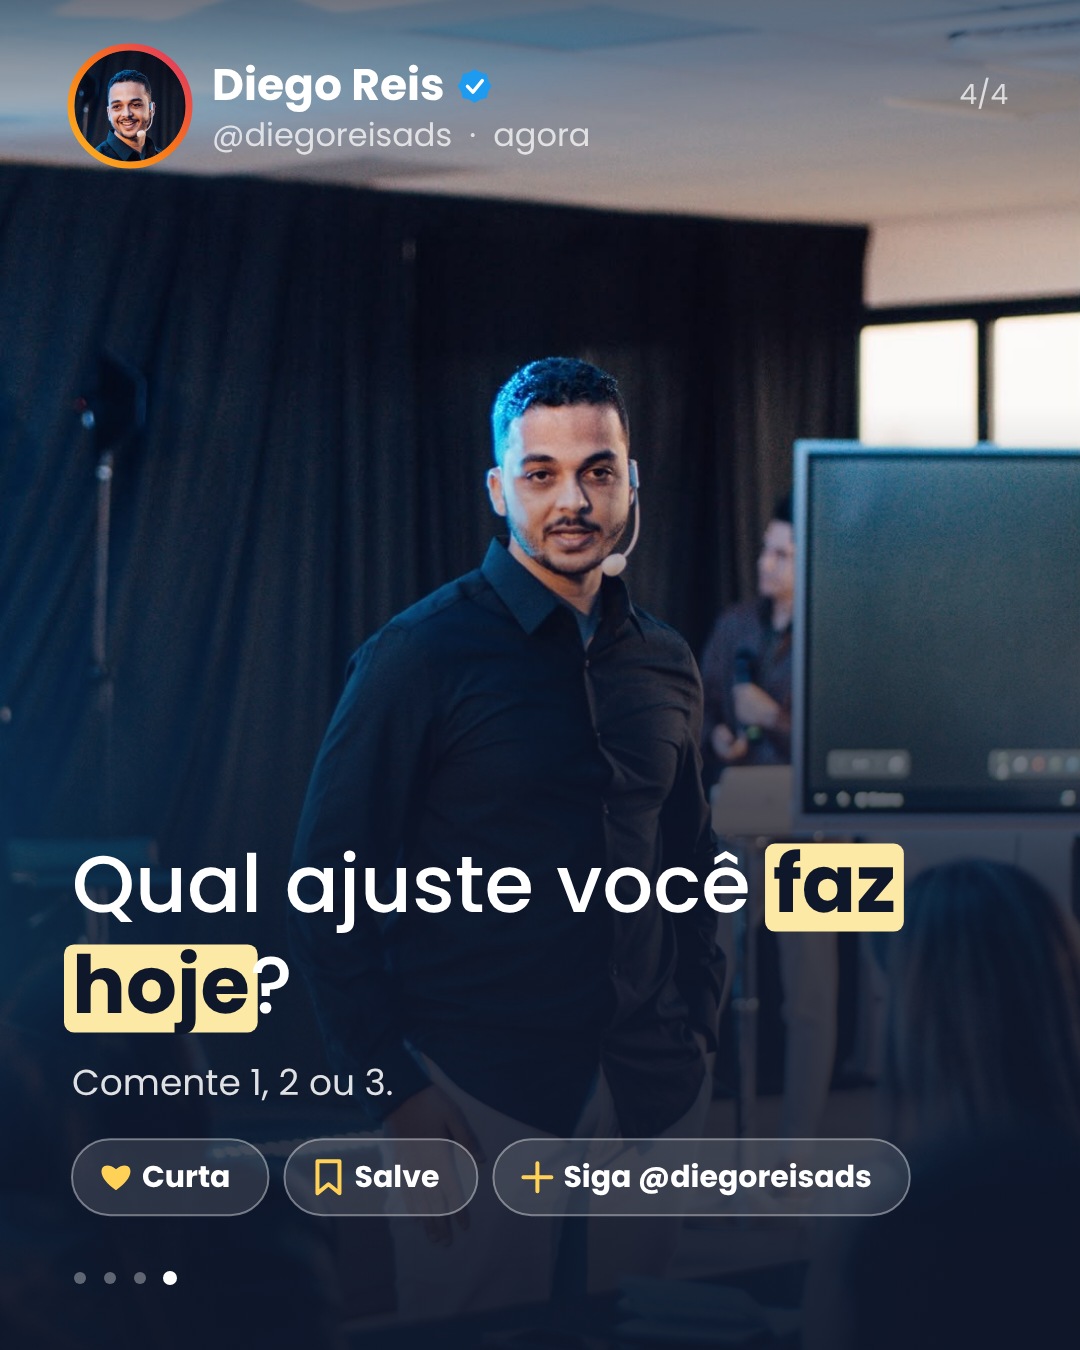 Diego Reis
@diegoreisads · agora
4/4
Qual ajuste você faz
hoje?
Comente 1, 2 ou 3.
Curta
Salve
Siga @diegoreisads